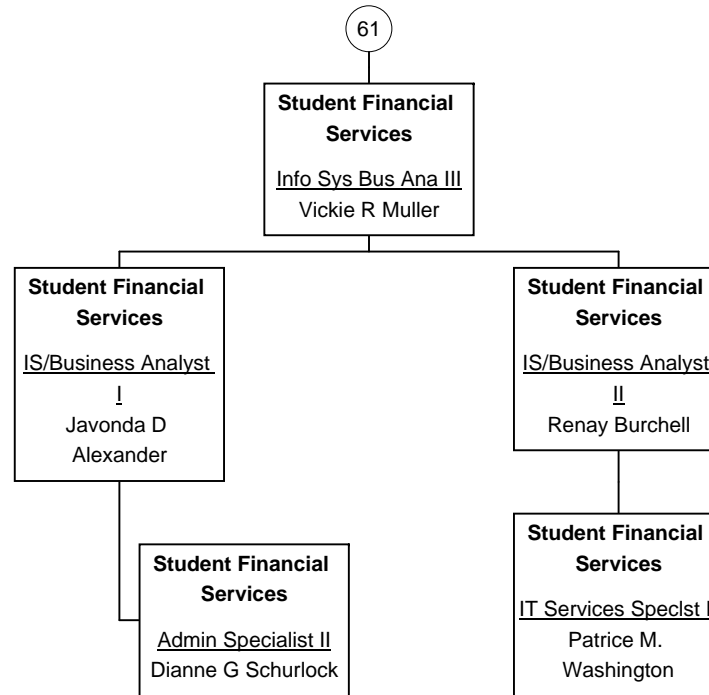 61
Student Financial
Services
Info Sys Bus Ana III
Vickie R Muller
Student Financial
Services
IS/Business Analyst
I
Javonda D
Alexander
Student Financial
Services
IS/Business Analyst
II
Renay Burchell
Student Financial
Services
Admin Specialist II
Dianne G Schurlock
Student Financial
Services
IT Services Speclst
Patrice M.
Washington